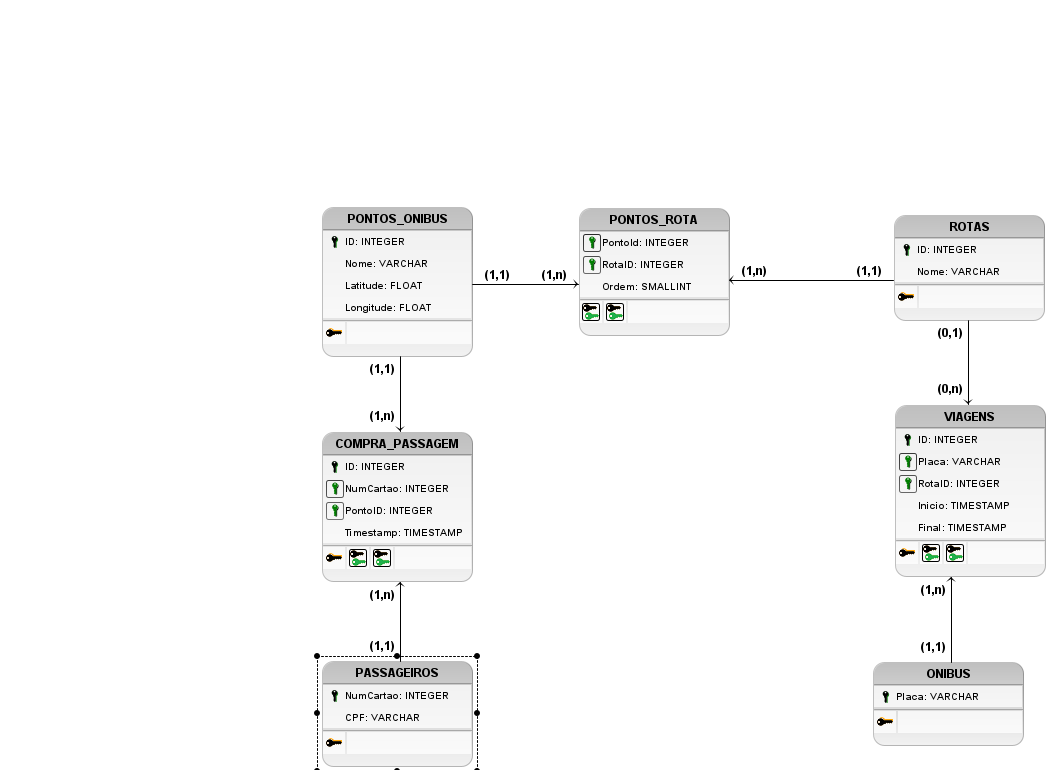 PONTOS_ONIBUS
ID: INTEGER
Nome: VARCHAR
Latitude: FLOAT
Longitude: FLOAT
(1,1)
(1,n)
PONTOS_ROTA
PontoId: INTEGER
RotaID: INTEGER
Ordem: SMALLINT
(1,n)
(1,1)
ROTAS
ID: INTEGER
Nome: VARCHAR
(1,1)
(1,n)
(0,1)
(0,n)
COMPRA_PASSAGEM
ID: INTEGER
NumCartao: INTEGER
PontoID: INTEGER
Timestamp: TIMESTAMP
VIAGENS
ID: INTEGER
Placa: VARCHAR
RotaID: INTEGER
Inicio: TIMESTAMP
Final: TIMESTAMP
(1,n)
(1,1)
(1,n)
(1,1)
PASSAGEIROS
NumCartao: INTEGER
CPF: VARCHAR
ONIBUS
Placa: VARCHAR